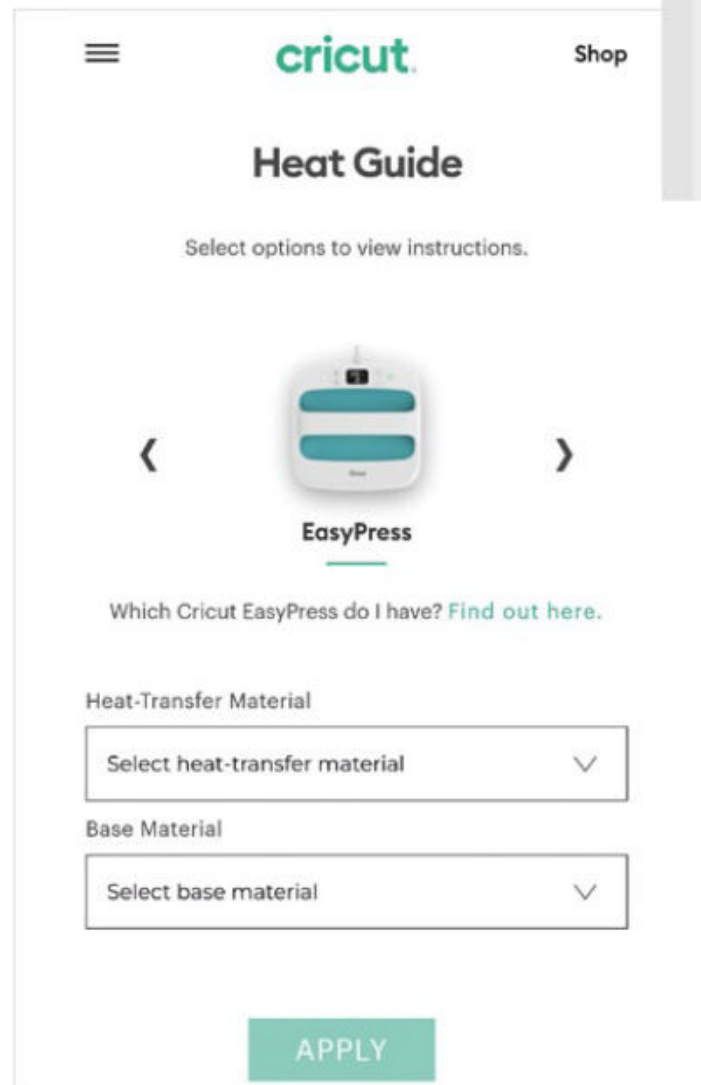 cricut
Shop
Heat Guide
Select options to view instructions.
EasyPress
Which Cricut EasyPress do I have? Find out here.
Heat-Transfer Material
Select heat-transfer material
Base Material
Select base material
APPLY